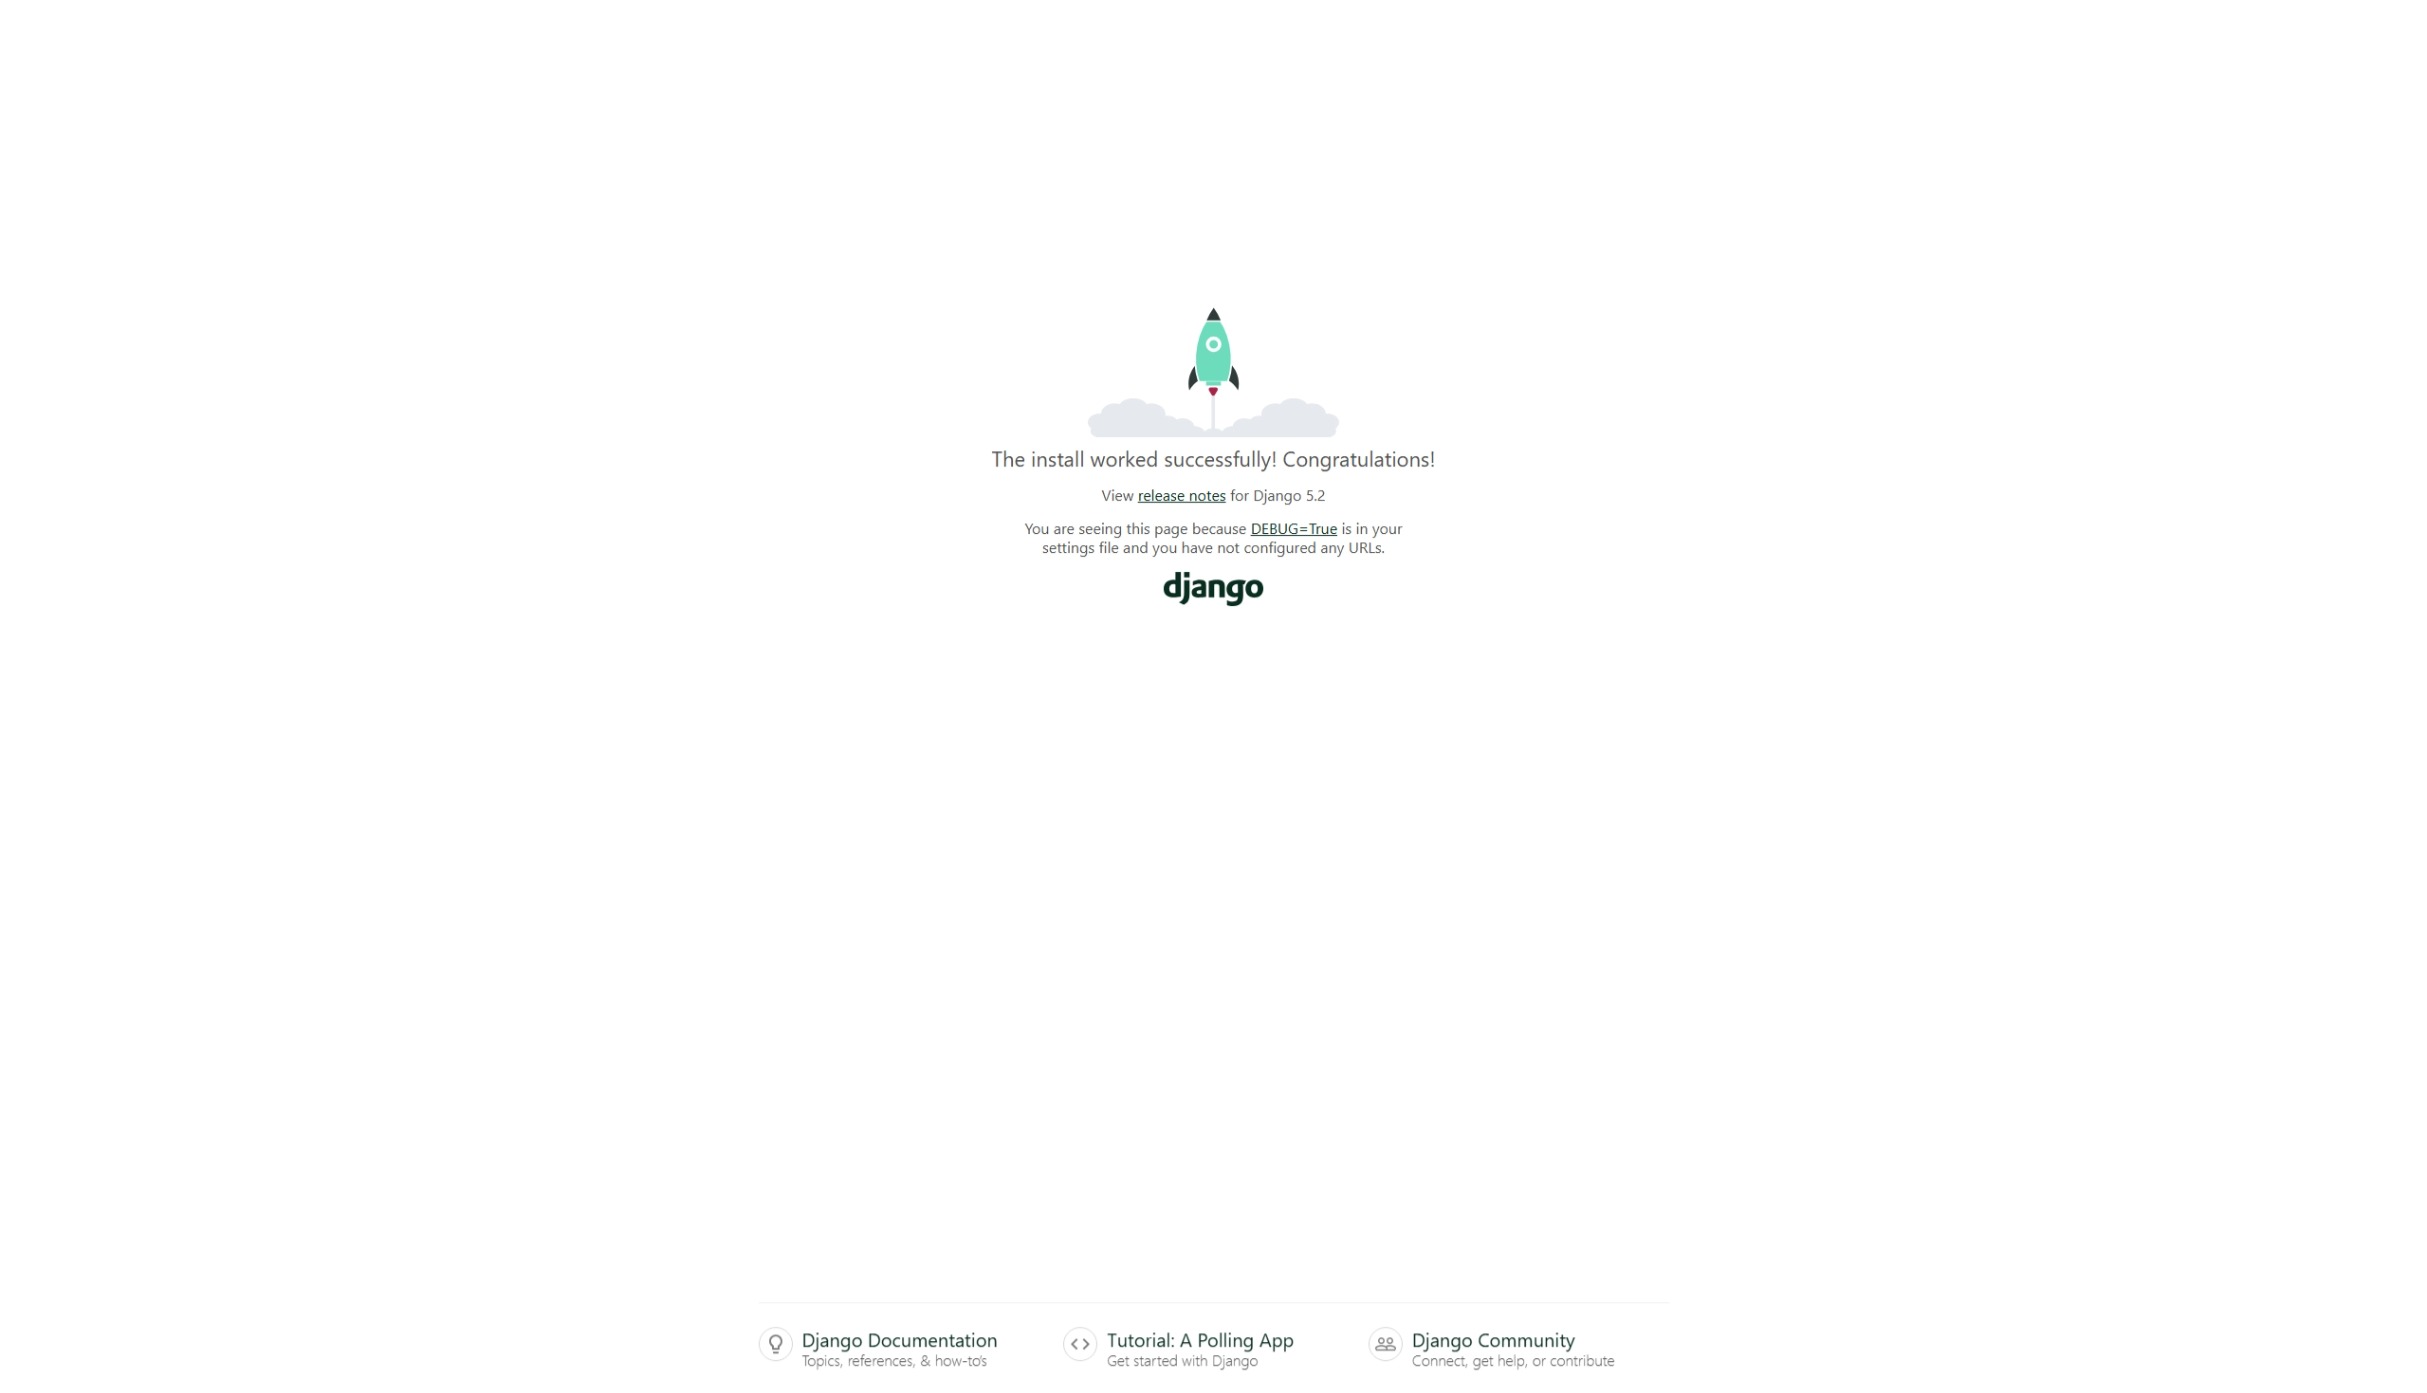 The install worked successfully! Congratulations!
View release notes for Django 5.2
You are seeing this page because DEBUG=True is in your
settings file and you have not configured any URLs.
django
Django Documentation
Topics, references, & how-to’s
Tutorial: A Polling App
Get started with Django
Django Community
Connect, get help, or contribute